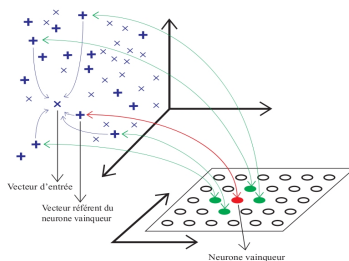 Vecteur d'entrée
Vecteur référent du
neurone vainqueur
Neurone vainqueur